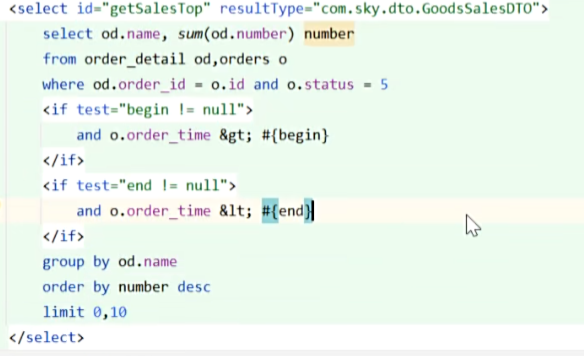 <select id="getSalesTop" resultType="com.sky.dto.GoodsSalesDTO">
select od.name, sum(od.number) number
from order_detail od,orders o
where od.order_id = o.id and o.status = 5
<if test="begin != null">
and o.order_time &gt; #{begin}
</if>
<if test="end != null">
and o.order_time &lt; #{end}
</if>
group by od.name
order by number desc
limit 0,10
</select>